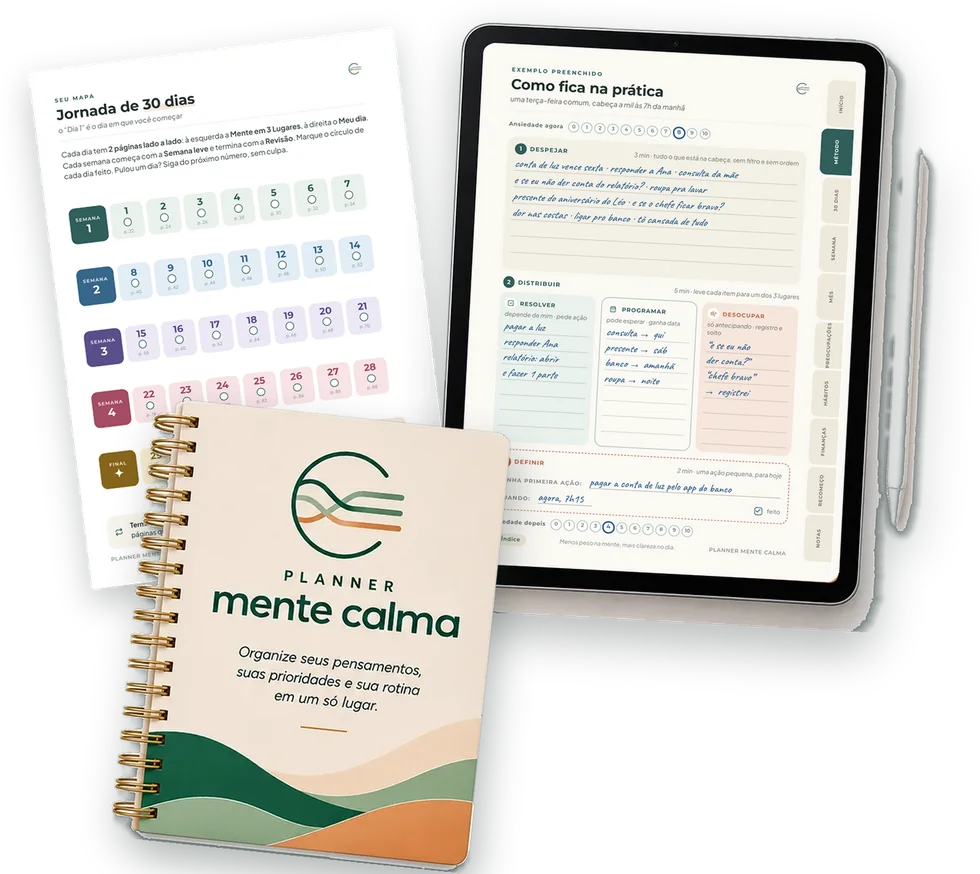 SEU MAPA
Jornada de 30 dias
o "Dia 1" é o dia em que você começar
Cada dia tem 2 páginas lado a lado: à esquerda a Mente em 3 Lugares, à direita o Meu dia.
Cada semana começa com a Semana leve e termina com a Revisão. Marque o círculo de
cada dia feito. Pulou um dia? Siga do próximo número, sem culpa.
SEMANA 1
1 2 3 4 5 6 7
SEMANA 2
8 9 10 11 12 13 14
SEMANA 3
15 16 17 18 19 20 21
SEMANA 4
22 23 24 25 26 27 28
FINAL
páginas
PLANNER
EXEMPLO PREENCHIDO
Como fica na prática
uma terça-feira comum, cabeça a mil às 7h da manhã
Ansiedade agora 0 1 2 3 4 5 6 7 8 9 10
1 DESPEJAR
3 min · tudo o que está na cabeça, sem filtro e sem ordem
conta de luz vence sexta · responder a Ana · consulta da mãe
e se eu não der conta do relatório? · roupa pra lavar
presente do aniversário do Léo · e se o chefe ficar bravo?
dor nas costas · ligar pro banco · tô cansada de tudo
2 DISTRIBUIR
5 min · leve cada item para um dos 3 lugares
RESOLVER
depende de mim · pede ação
pagar a luz
responder Ana
relatório: abrir
e fazer 1 parte
PROGRAMAR
pode esperar · ganha data
consulta → qui
presente → sáb
banco → amanhã
roupa → noite
DESOCUPAR
só antecipando · registro e
solto
"e se eu não
der conta?"
"chefe bravo"
→ registrei
DEFINIR
2 min · uma ação pequena, para hoje
NHA PRIMEIRA AÇÃO: pagar a conta de luz pelo app do banco
UANDO: agora, 7h15
feito
edade depois 0 1 2 3 4 5 6 7 8 9 10
Índice
Menos peso na mente, mais clareza no dia.
PLANNER MENTE CALMA
INÍCIO
MÉTODO
30 DIAS
SEMANA
MÊS
PREOCUPAÇÕES
HÁBITOS
FINANÇAS
RECOMEÇO
NOTAS
PLANNER
mente calma
Organize seus pensamentos,
suas prioridades e sua rotina
em um só lugar.